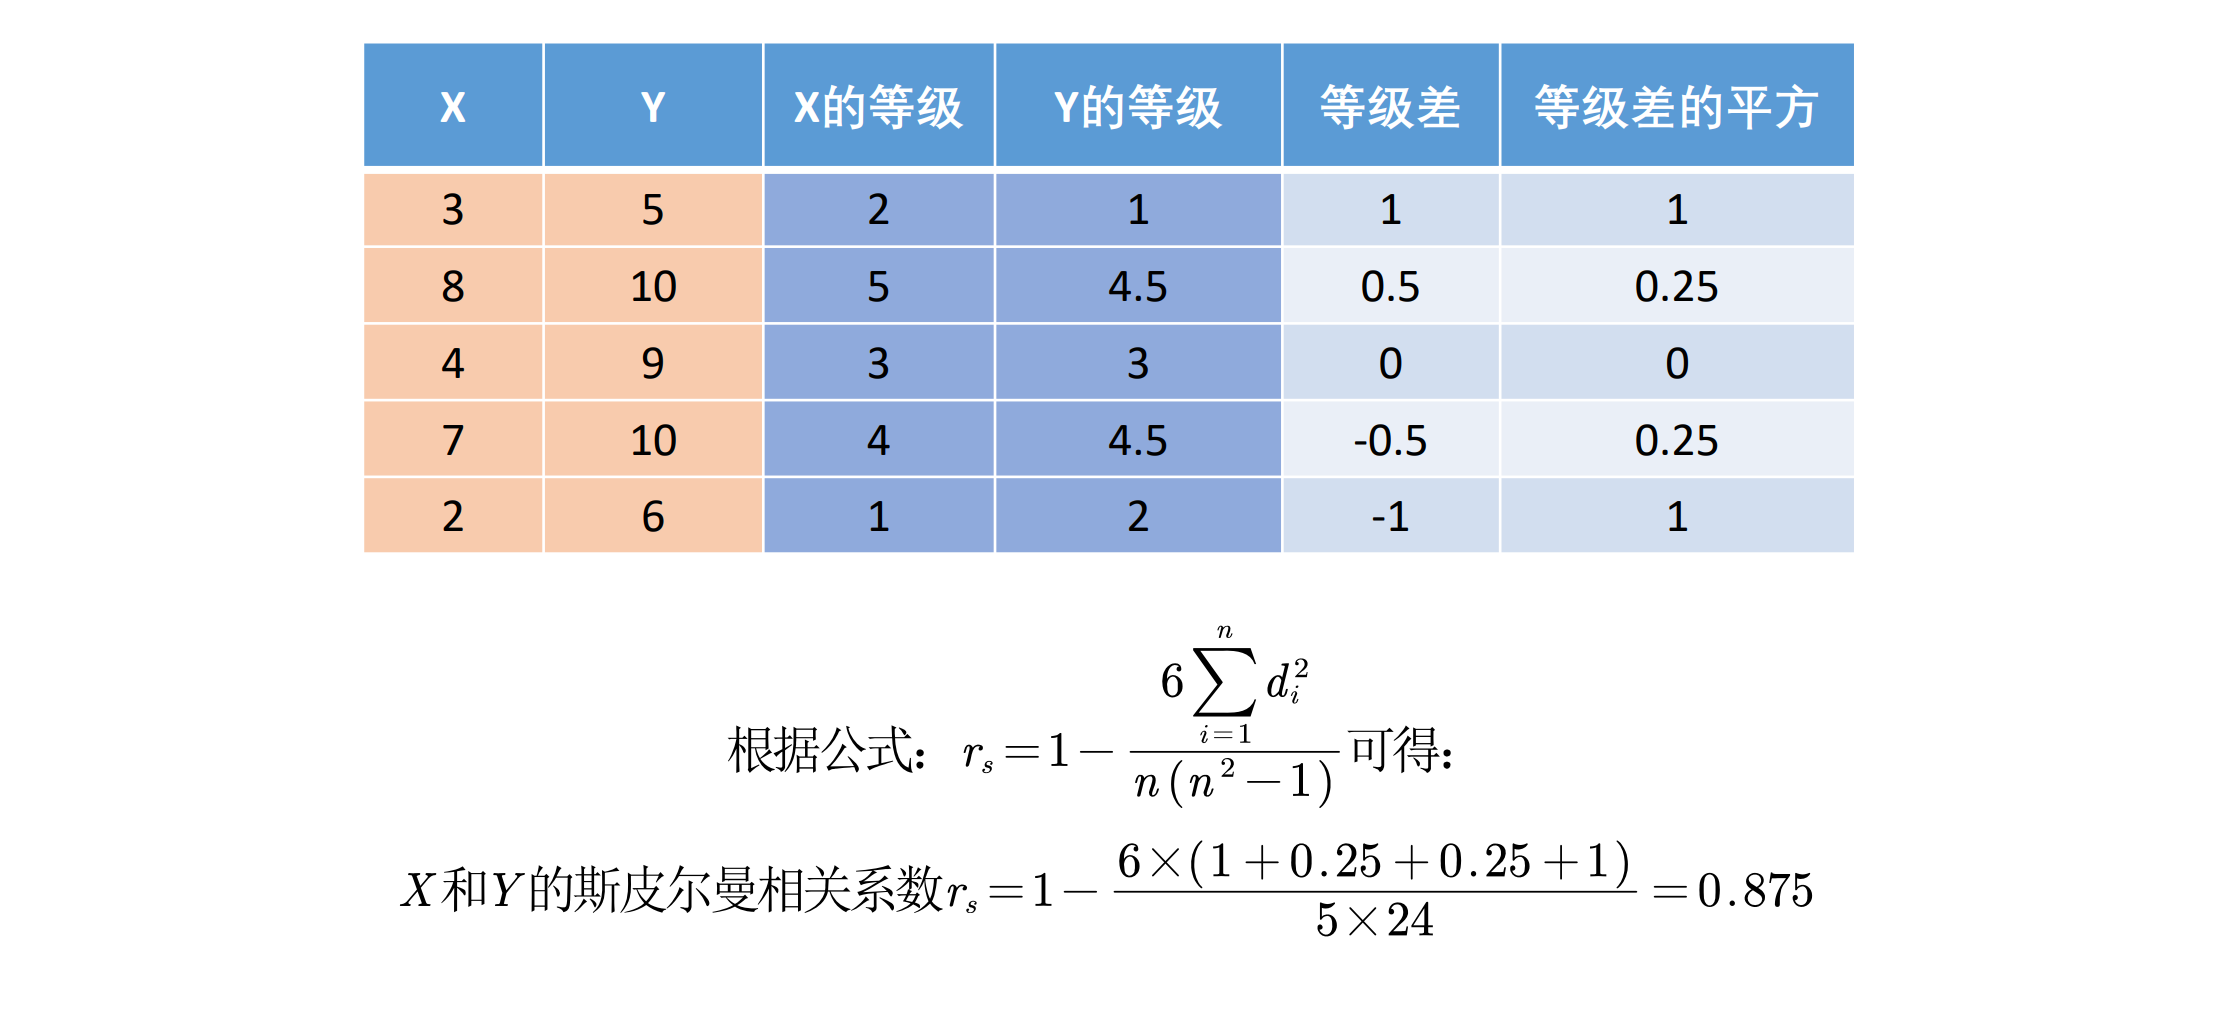 X Y X的等级 Y的等级 等级差 等级差的平方
3 5 2 1 1 1
8 10 5 4.5 0.5 0.25
4 9 3 3 0 0
7 10 4 4.5 -0.5 0.25
2 6 1 2 -1 1
根据公式：$r_s=1-\frac{6\sum_{i=1}^{n}d_i^2}{n(n^2-1)}$可得：
X和Y的斯皮尔曼相关系数$r_s=1-\frac{6×(1+0.25+0.25+1)}{5×24}=0.875$